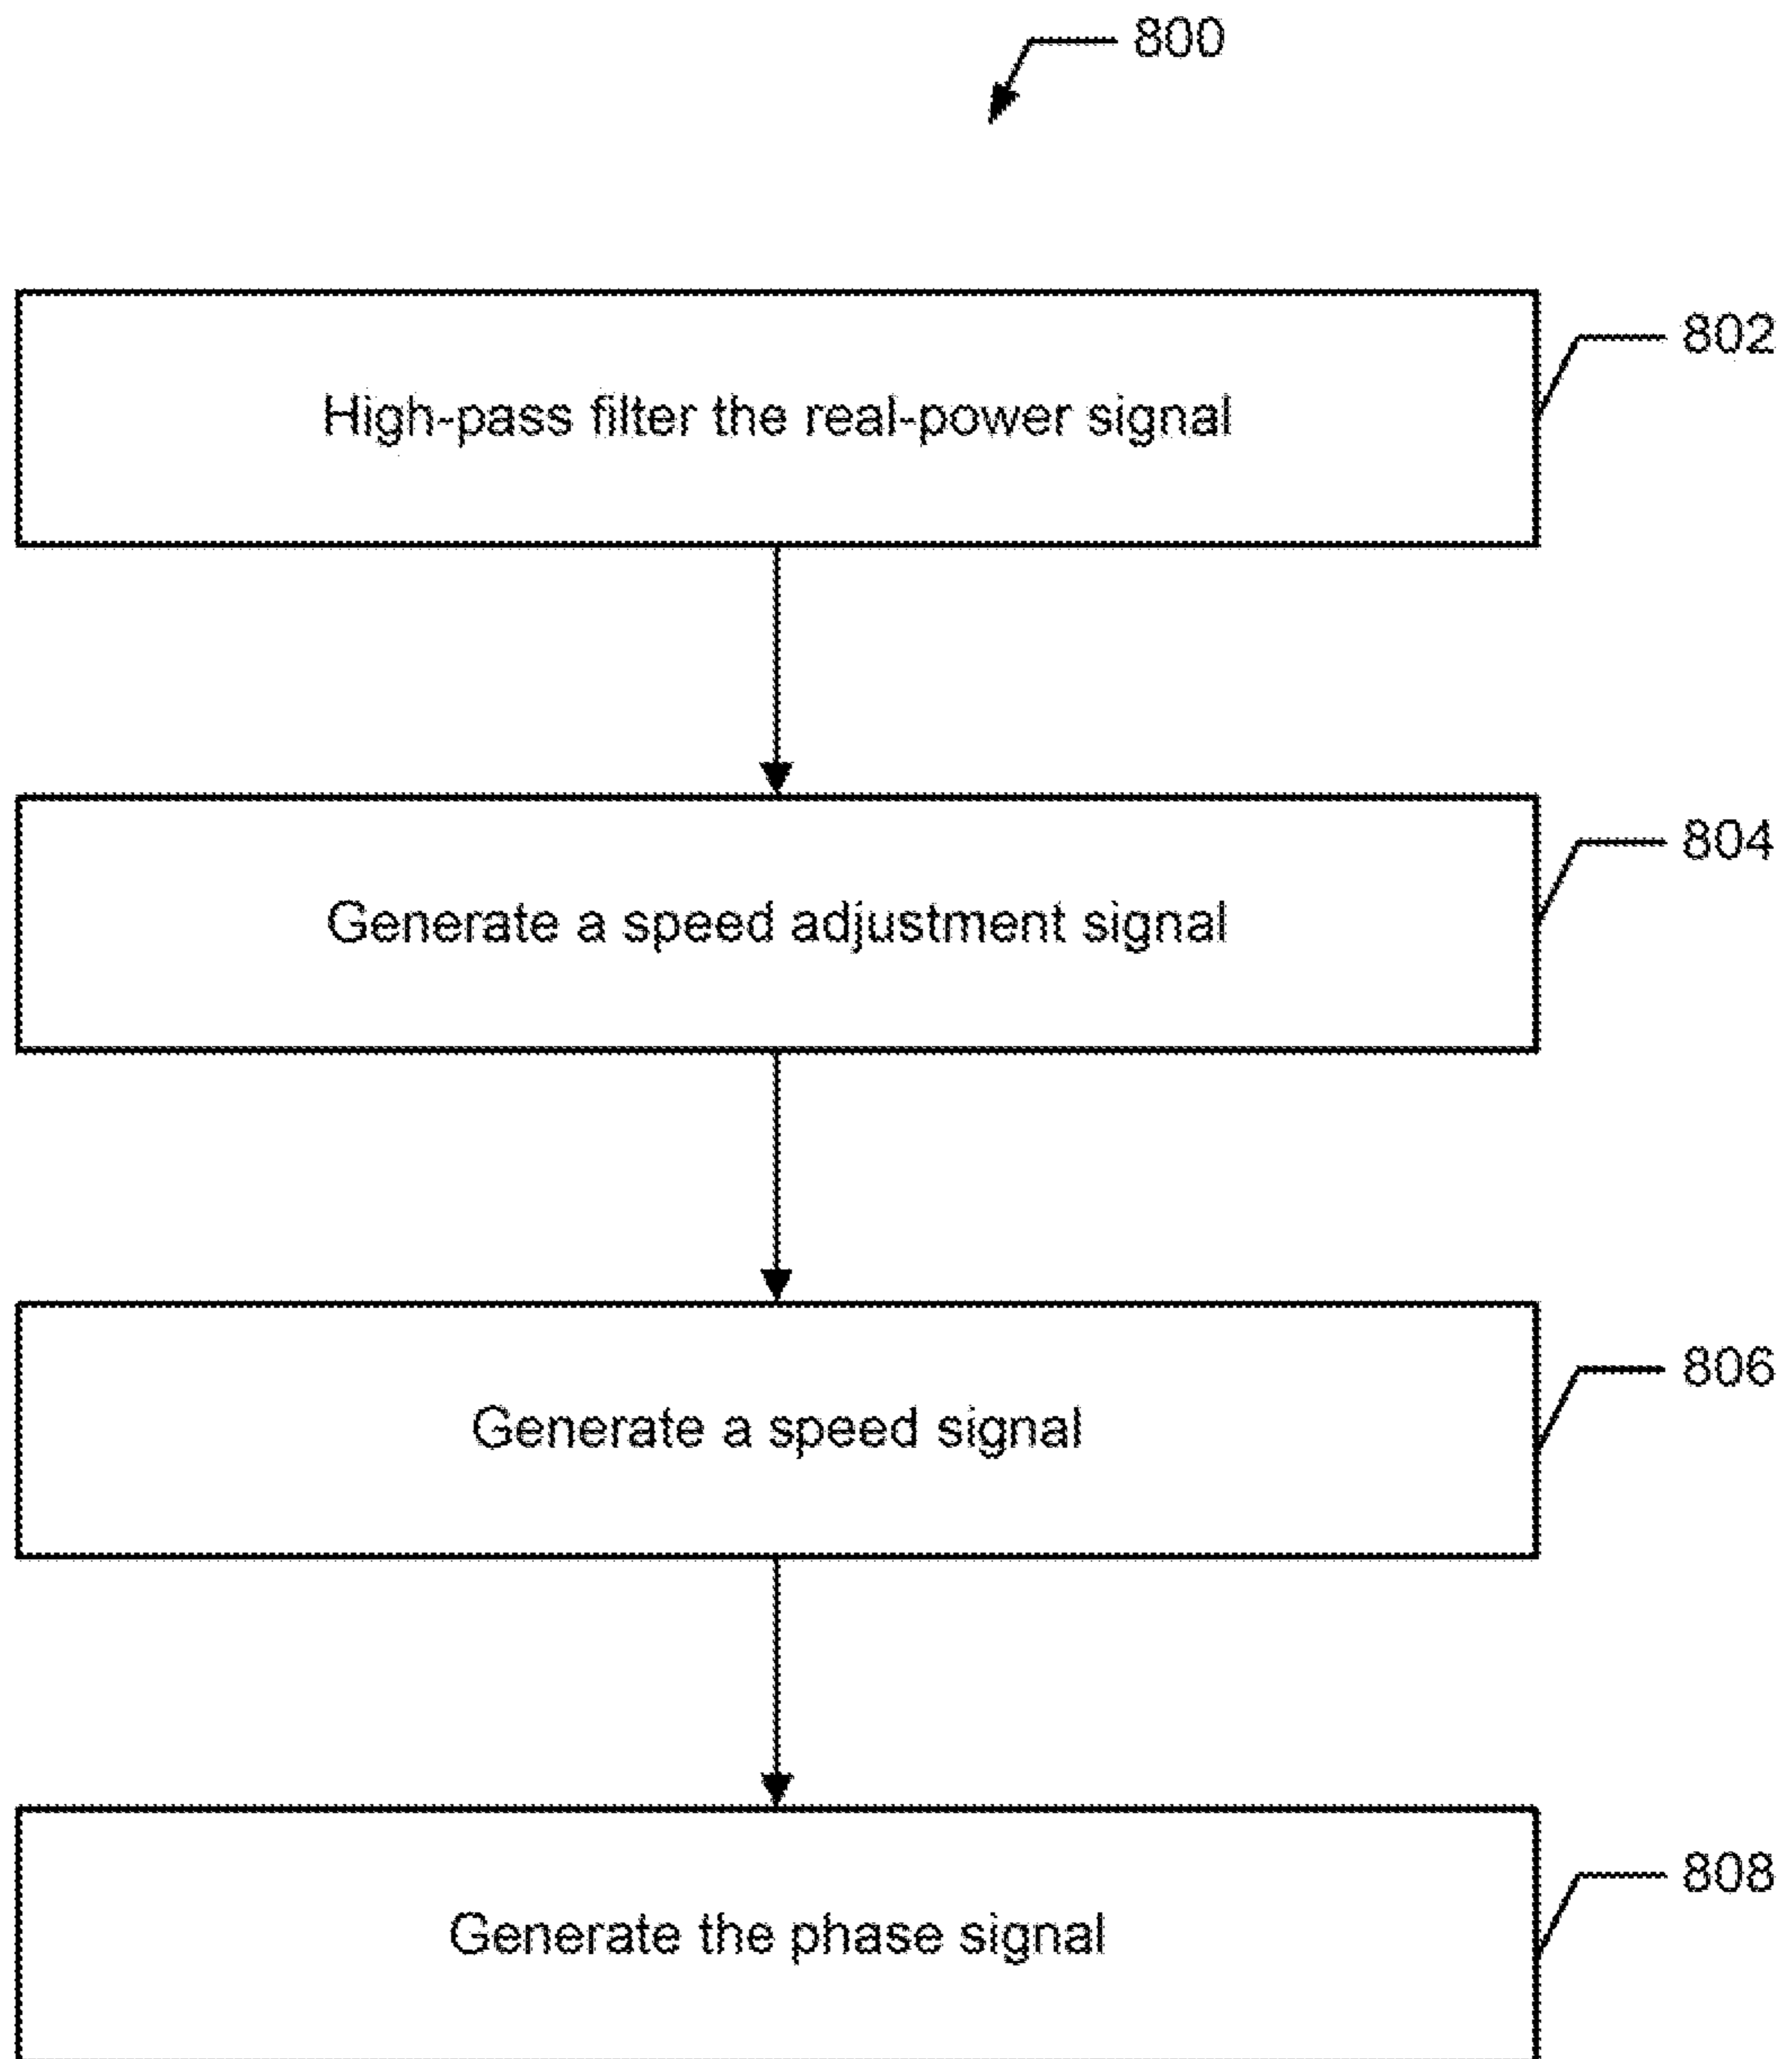 800
High-pass filter the real-power signal
802
Generate a speed adjustment signal
804
Generate a speed signal
806
Generate the phase signal
808